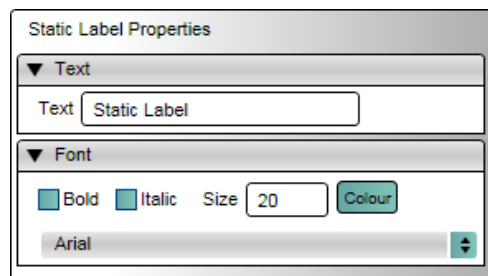 Static Label Properties
Text
Text Static Label
Font
Bold Italic Size 20 Colour
Arial